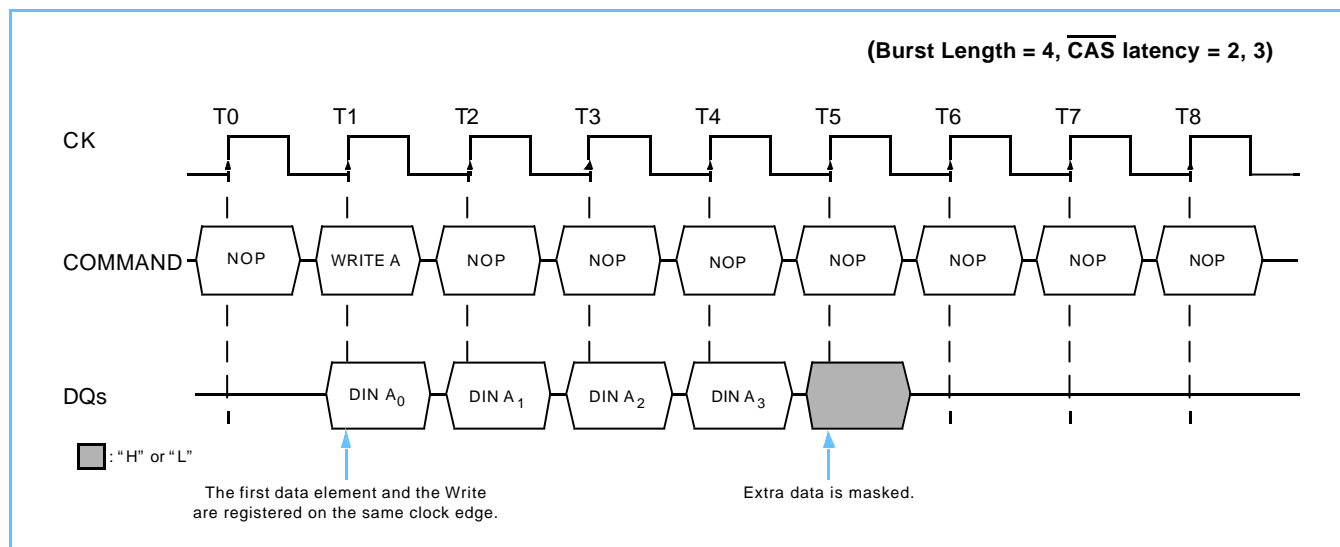 (Burst Length = 4, CAS latency = 2, 3)
T0 T1 T2 T3 T4 T5 T6 T7 T8
CK
COMMAND NOP WRITE A NOP NOP NOP NOP NOP NOP NOP
DQs DIN A0 DIN A1 DIN A2 DIN A3
: “H” or “L”
The first data element and the Write
are registered on the same clock edge.
Extra data is masked.